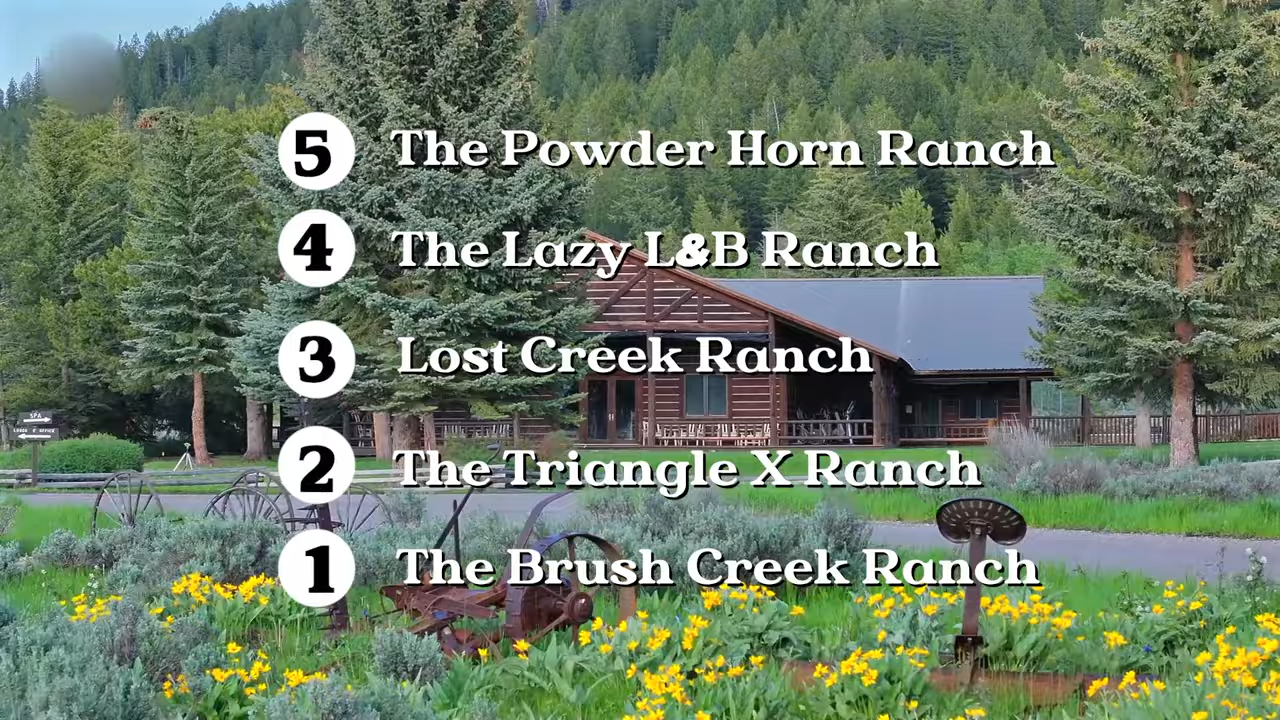 5 The Powder Horn Ranch
4 The Lazy L&B Ranch
3 Lost Creek Ranch
SPA
2 The Triangle X Ranch
1 The Brush Creek Ranch